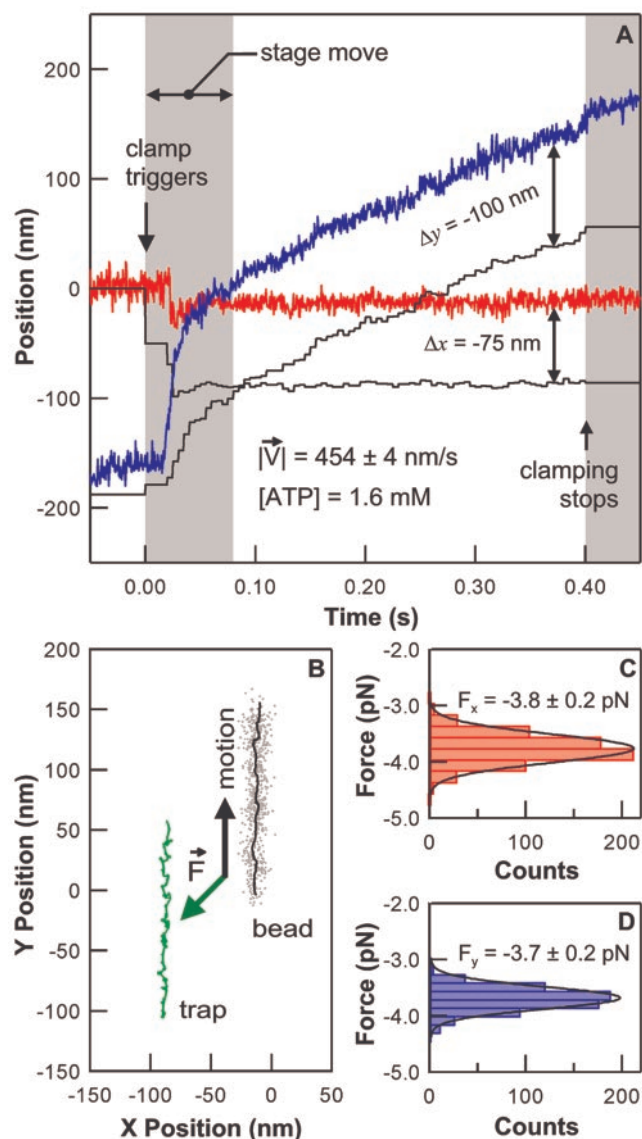 A
stage move
clamp
triggers
Δy = -100 nm
Δx = -75 nm
|V| = 454 ± 4 nm/s
[ATP] = 1.6 mM
clamping
stops
Position (nm)
200
100
0
-100
-200
0.00 0.10 0.20 0.30 0.40
Time (s)
B
motion
F
bead
trap
Y Position (nm)
200
150
100
50
0
-50
-100
-150
-150 -100 -50 0 50
X Position (nm)
C
Fx = -3.8 ± 0.2 pN
Force (pN)
-2.0
-3.0
-4.0
-5.0
0 100 200
Counts
D
Fy = -3.7 ± 0.2 pN
Force (pN)
-2.0
-3.0
-4.0
-5.0
0 100 200
Counts